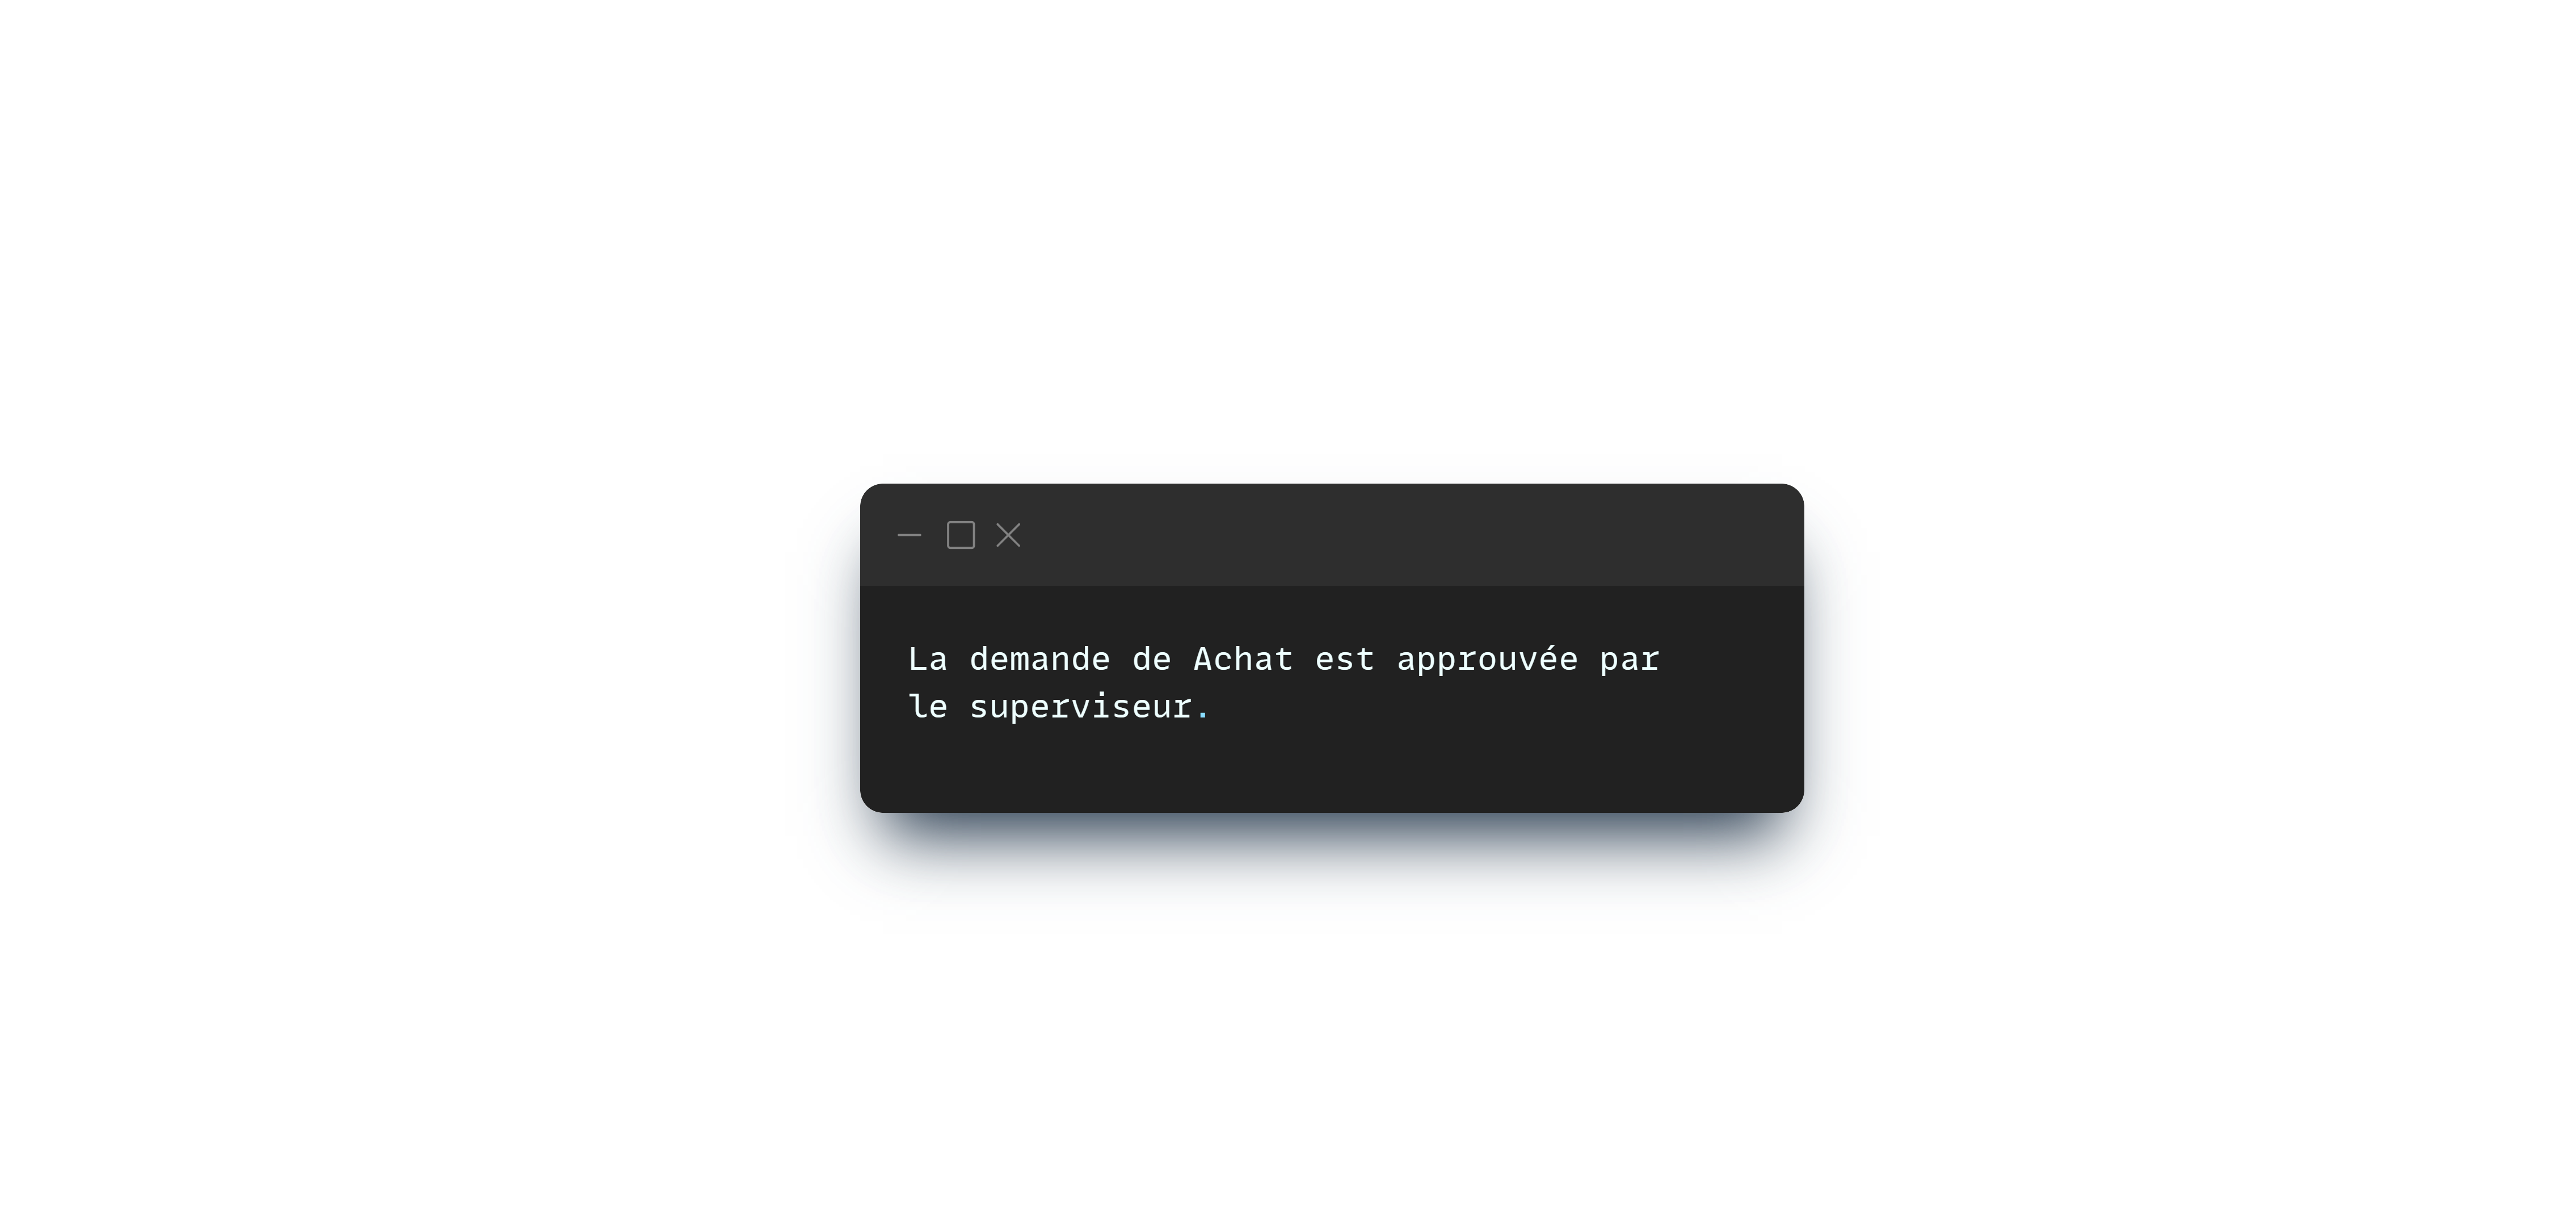 La demande de Achat est approuvée par
le superviseur.